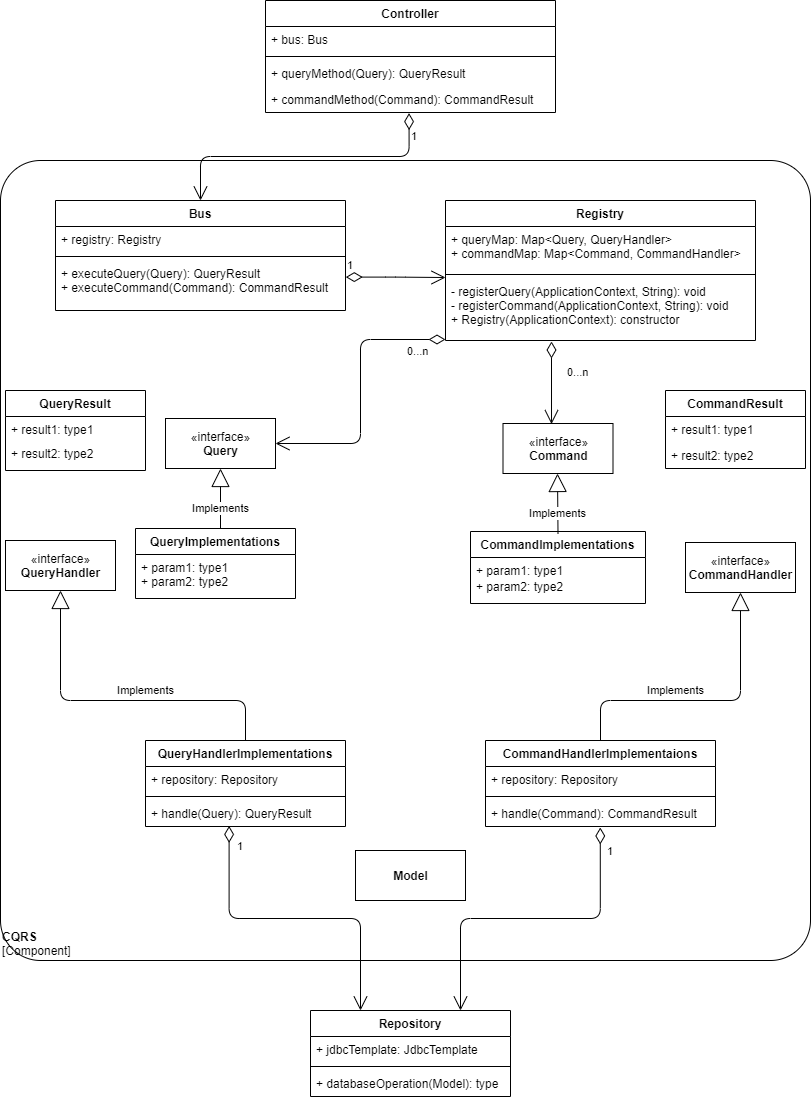 Controller
+ bus: Bus
+ queryMethod(Query): QueryResult
+ commandMethod(Command): CommandResult
1
Bus
+ registry: Registry
+ executeQuery(Query): QueryResult
+ executeCommand(Command): CommandResult
1
Registry
+ queryMap: Map<Query, QueryHandler>
+ commandMap: Map<Command, CommandHandler>
- registerQuery(ApplicationContext, String): void
- registerCommand(ApplicationContext, String): void
+ Registry(ApplicationContext): constructor
0...n
0...n
QueryResult
+ result1: type1
+ result2: type2
«interface»
Query
«interface»
Command
CommandResult
+ result1: type1
+ result2: type2
Implements
Implements
«interface»
QueryHandler
QueryImplementations
+ param1: type1
+ param2: type2
CommandImplementations
+ param1: type1
+ param2: type2
«interface»
CommandHandler
Implements
Implements
QueryHandlerImplementations
+ repository: Repository
+ handle(Query): QueryResult
1
CommandHandlerImplementaions
+ repository: Repository
+ handle(Command): CommandResult
1
Model
CQRS
[Component]
Repository
+ jdbcTemplate: JdbcTemplate
+ databaseOperation(Model): type